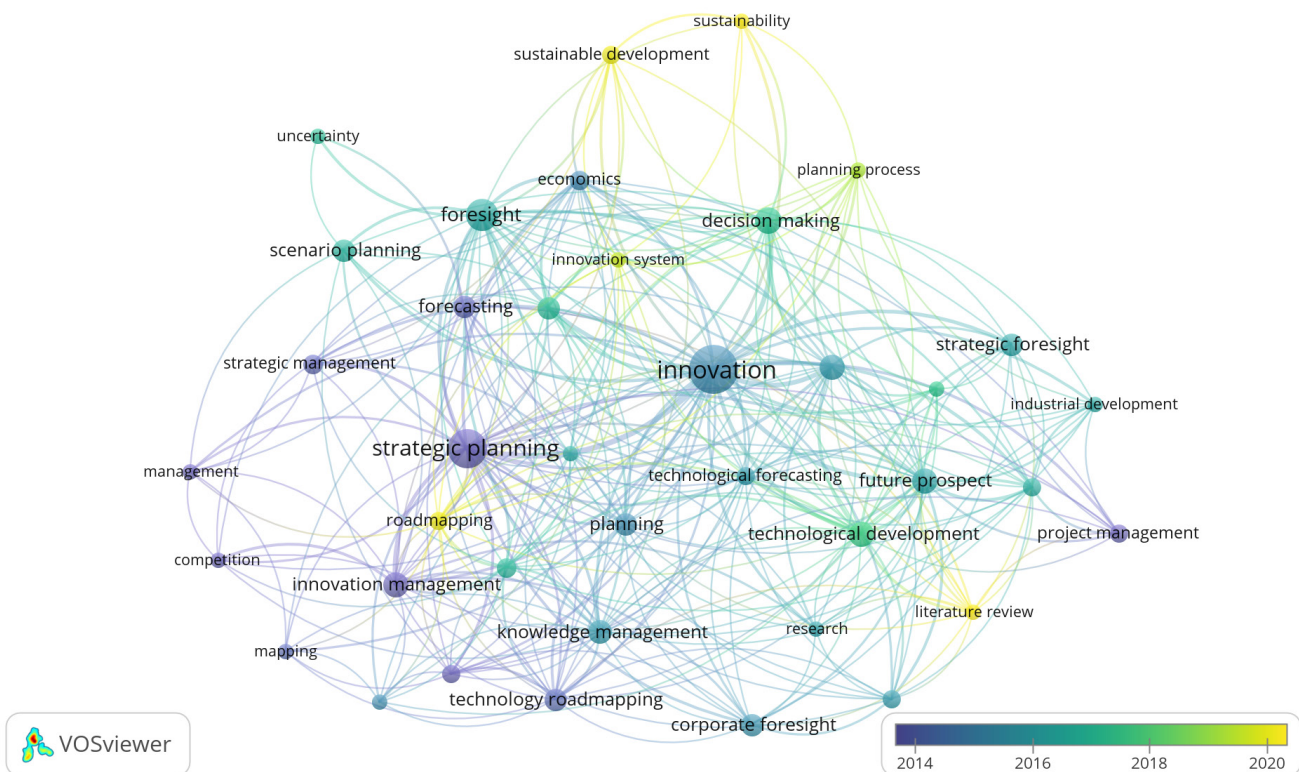 sustainability
sustainable development
uncertainty
planning process
economics
foresight
decision making
scenario planning
innovation system
forecasting
strategic foresight
strategic management
innovation
industrial development
strategic planning
management
technological forecasting
future prospect
roadmapping
planning
technological development
project management
competition
innovation management
literature review
knowledge management
research
mapping
technology roadmapping
corporate foresight
VOSviewer
2014 2016 2018 2020